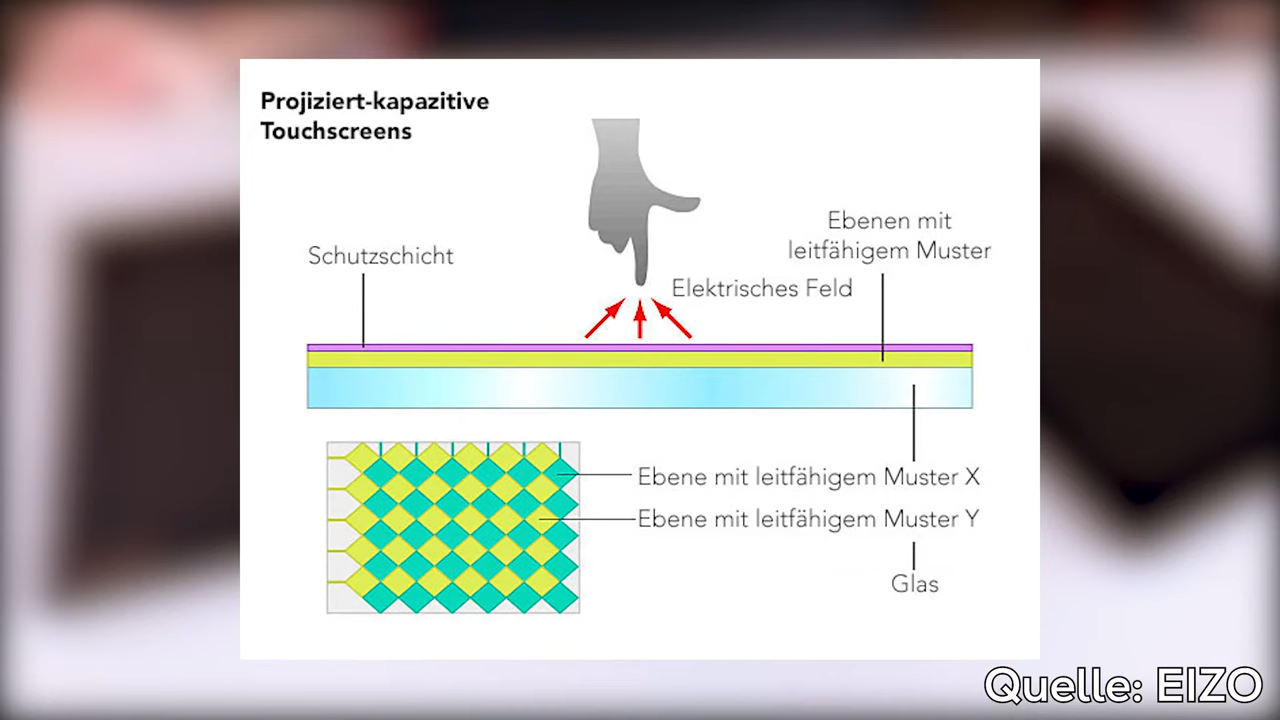 Projiziert-kapazitive
Touchscreens
Schutzschicht
Ebenen mit
leitfähigem Muster
Elektrisches Feld
Ebene mit leitfähigem Muster X
Ebene mit leitfähigem Muster Y
Glas
Quelle: EIZO